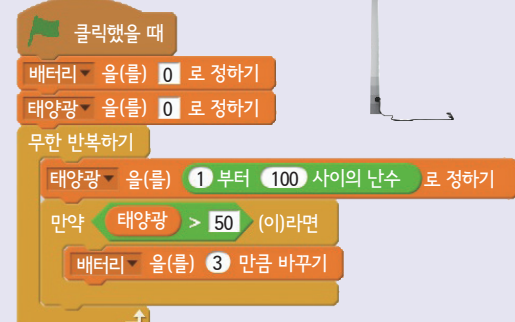 클릭했을 때
배터리 을(를) 0 로 정하기
태양광 을(를) 0 로 정하기
무한 반복하기
태양광 을(를) 1 부터 100 사이의 난수 로 정하기
만약 태양광 > 50 (이)라면
배터리 을(를) 3 만큼 바꾸기